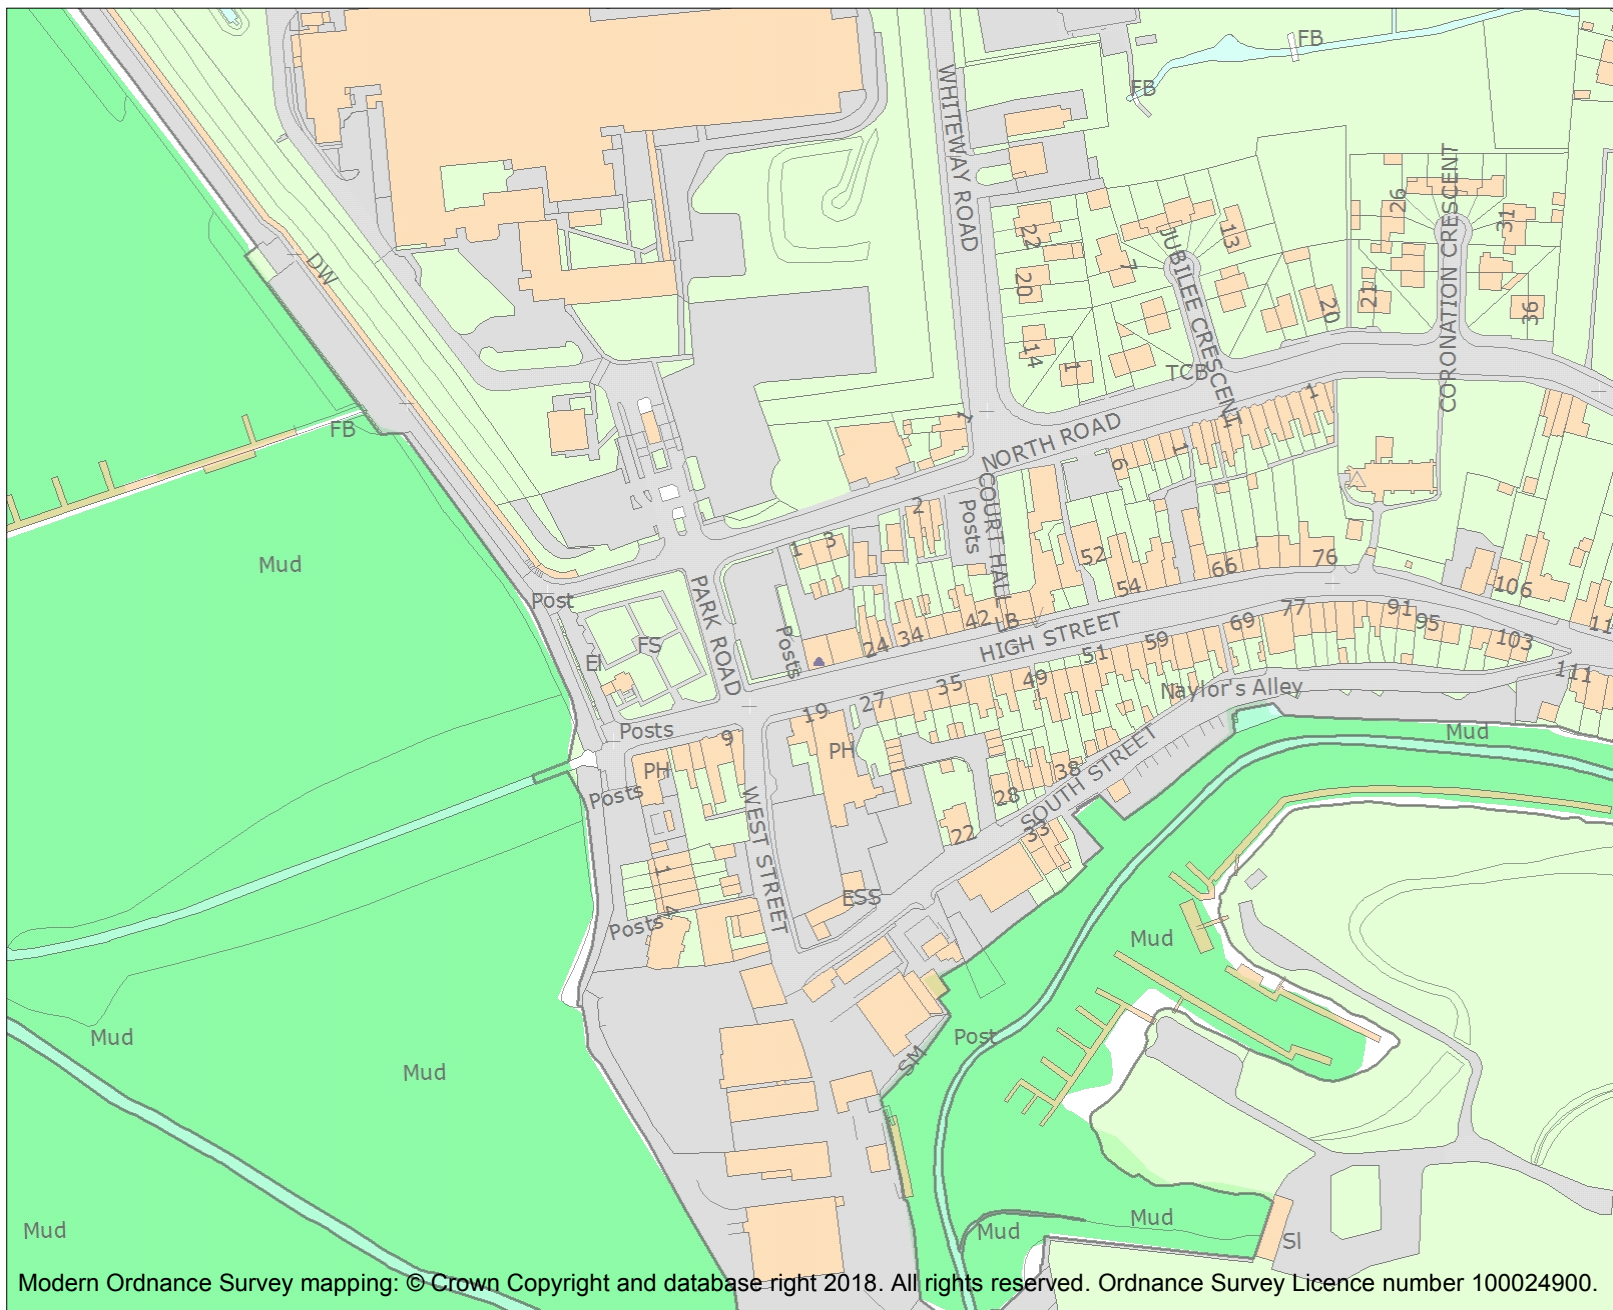 FB
FB
WHITEWAY ROAD
CORONATION CRESCENT
26
31
22
13
JUBILEE CRESCENT
7
DW
20
21
20
36
14
1
TCB
1
1
FB
NORTH ROAD
6
1
11
COURT HALL
2
Posts
1
3
52
Mud
54
66
76
106
Post
PARK ROAD
FS
El
Posts
24
34
42
LB
HIGH STREET
59
69
77
91
95
103
11
111
51
49
35
27
19
Naylor's Alley
Posts
9
PH
PH
Mud
Posts
WEST STREET
SOUTH STREET
38
28
22
33
1
4
ESS
Posts
Mud
Mud
Post
SM
Mud
Mud
Mud
Mud
SI
Modern Ordnance Survey mapping: © Crown Copyright and database right 2018. All rights reserved. Ordnance Survey Licence number 100024900.